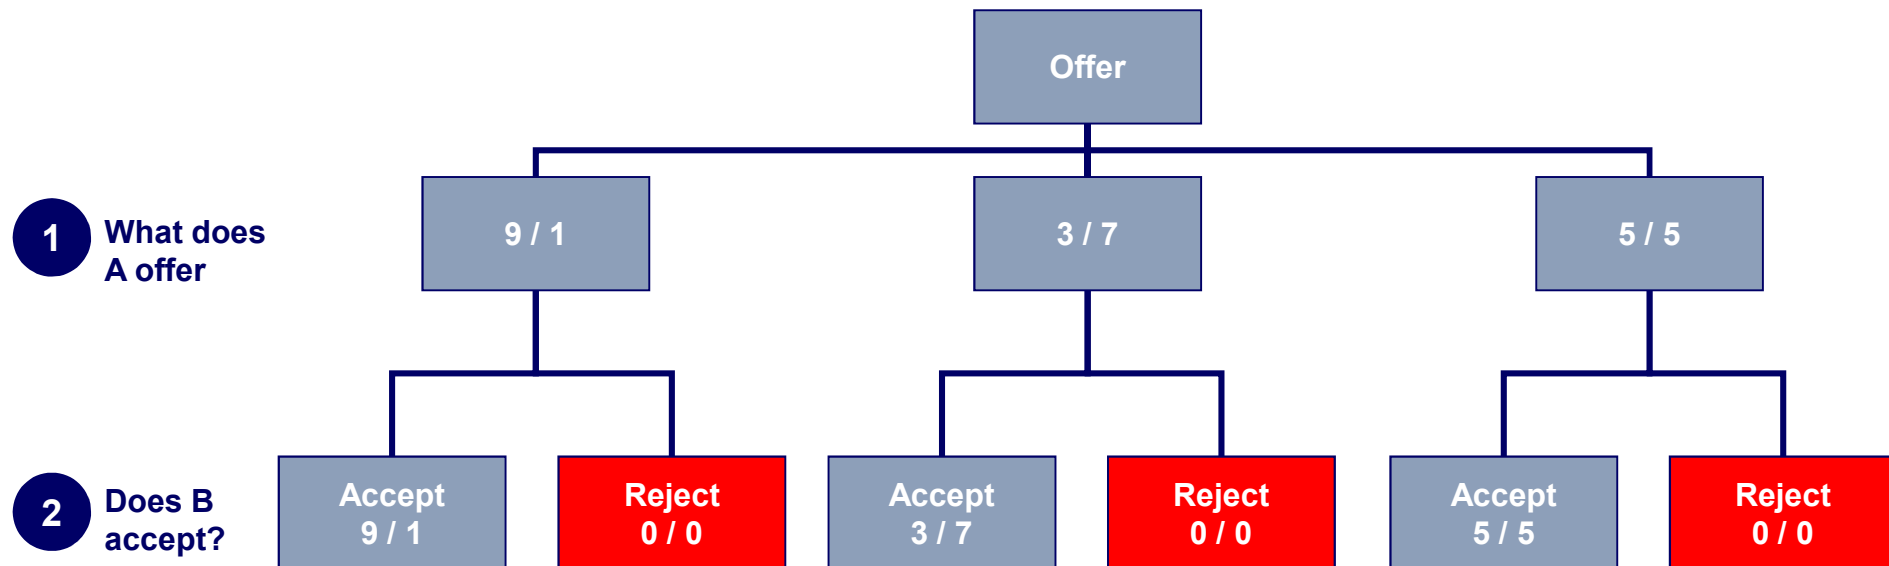 Offer
1
What does
A offer
9 / 1
3 / 7
5 / 5
2
Does B
accept?
Accept
9 / 1
Reject
0 / 0
Accept
3 / 7
Reject
0 / 0
Accept
5 / 5
Reject
0 / 0